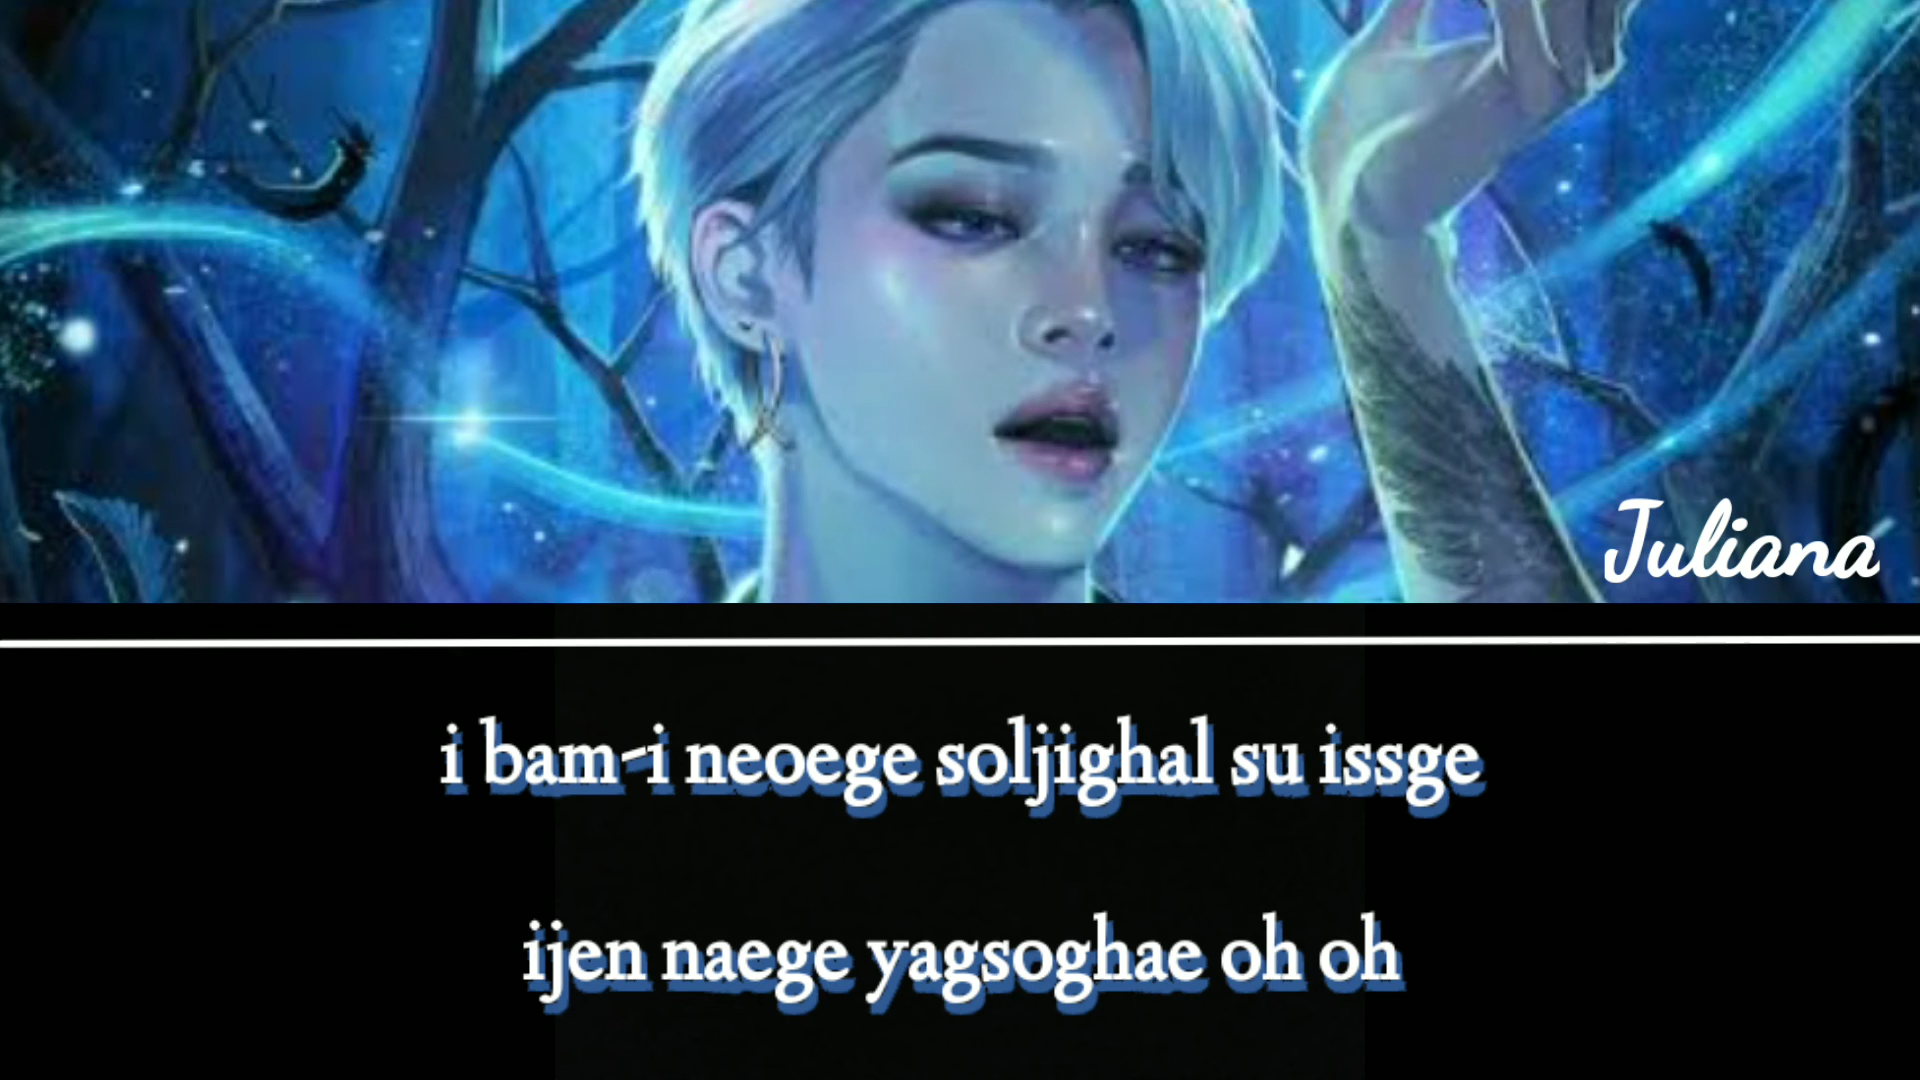 Juliana
i bam-i neoege soljighal su issge
ijen naege yagsoghae oh oh